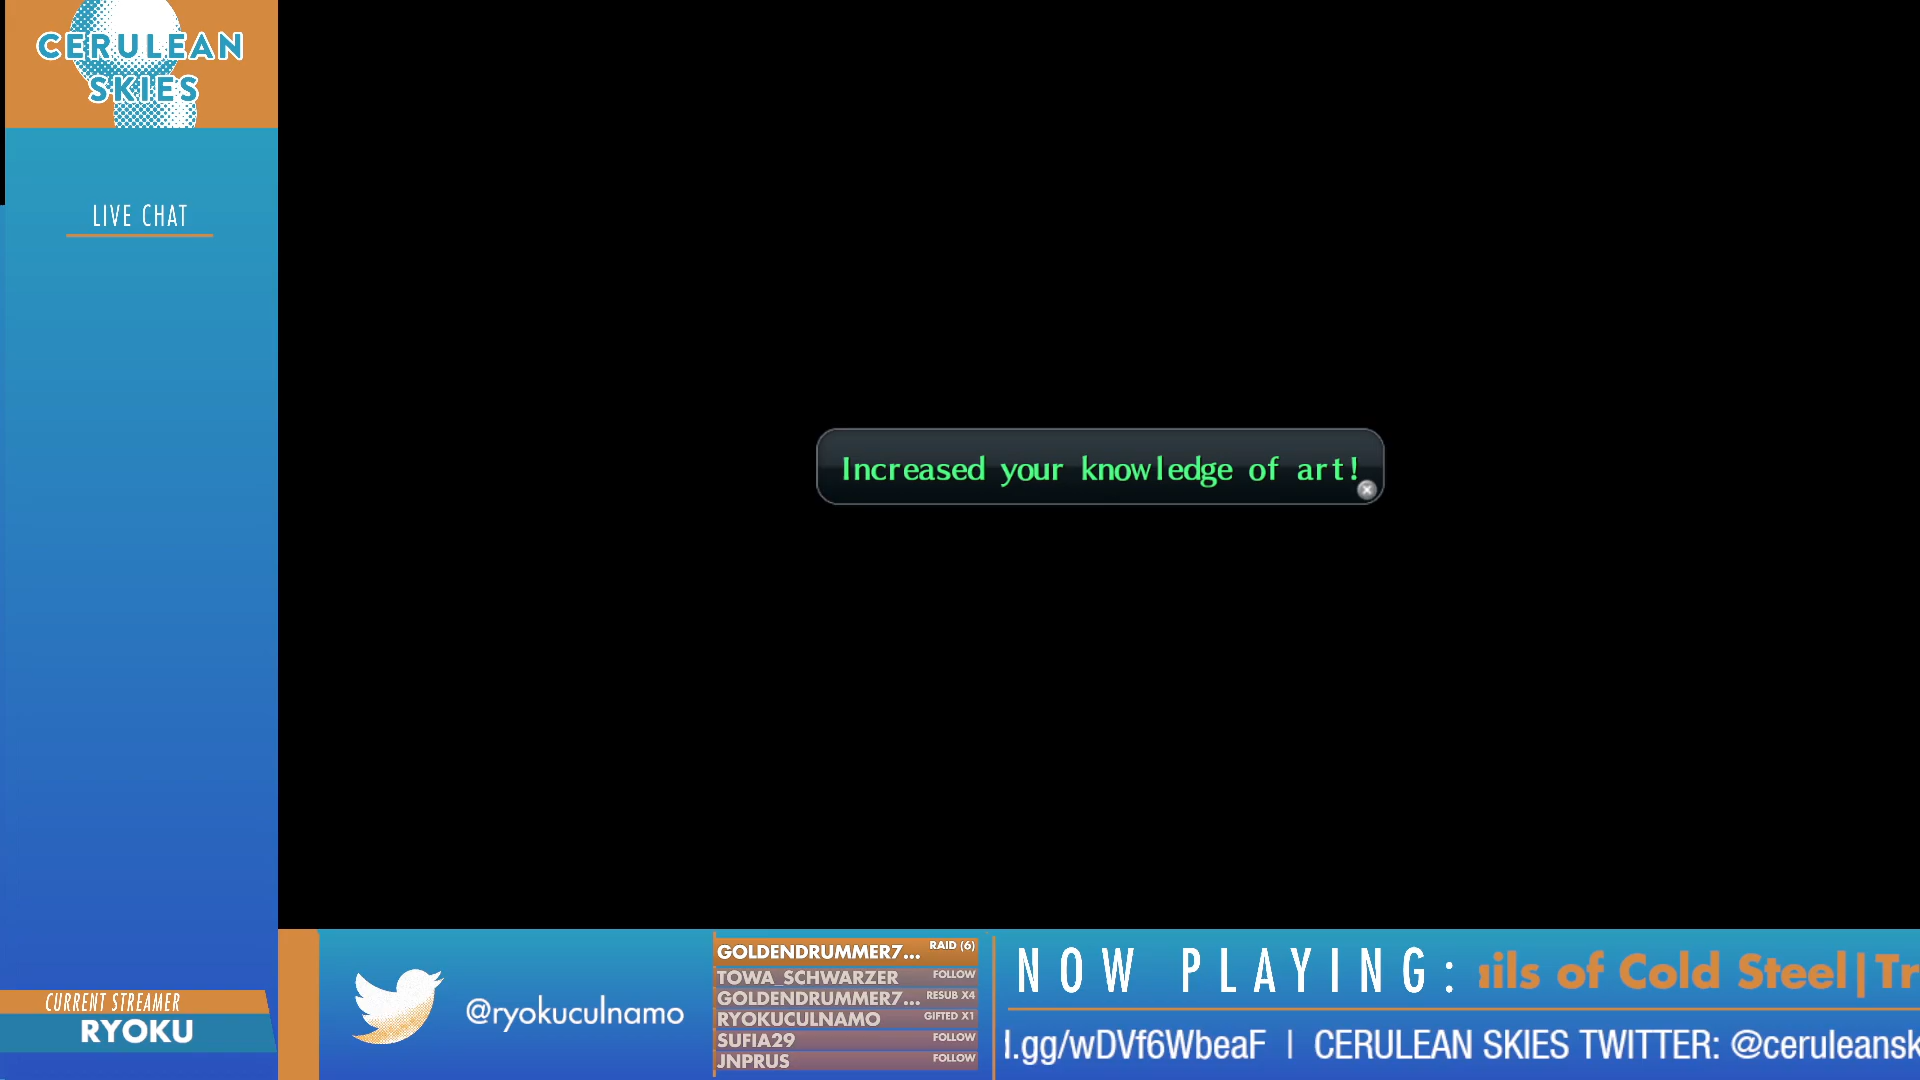 CERULEAN
SKIES
LIVE CHAT
Increased your knowledge of art!
CURRENT STREAMER
RYOKU
@ryokuculnamo
GOLDENDRUMMER7... RAID (6)
TOWA_SCHWARZER FOLLOW
GOLDENDRUMMER7... RESUB X4
RYOKUCULNAMO GIFTED X1
SUFIA29 FOLLOW
JNPRUS FOLLOW
NOW PLAYING: ails of Cold Steel|Tr
d.gg/wDVf6WbeaF | CERULEAN SKIES TWITTER: @ceruleansk